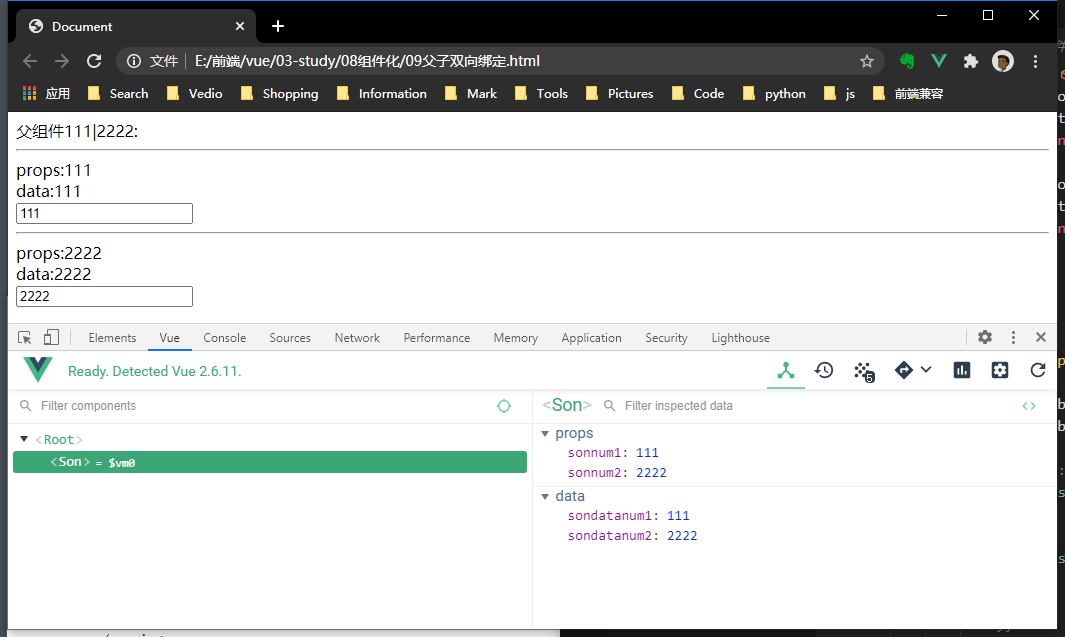 Document
文件 E:/前端/vue/03-study/08组件化/09父子双向绑定.html
应用 Search Vedio Shopping Information Mark Tools Pictures Code python js 前端兼容
父组件111|2222:
props:111
data:111
111
props:2222
data:2222
2222
Elements Vue Console Sources Network Performance Memory Application Security Lighthouse
Ready. Detected Vue 2.6.11.
5
Filter components
<Son> Filter inspected data
<Root>
<Son> = $vm0
props
sonnum1: 111
sonnum2: 2222
data
sondatanum1: 111
sondatanum2: 2222